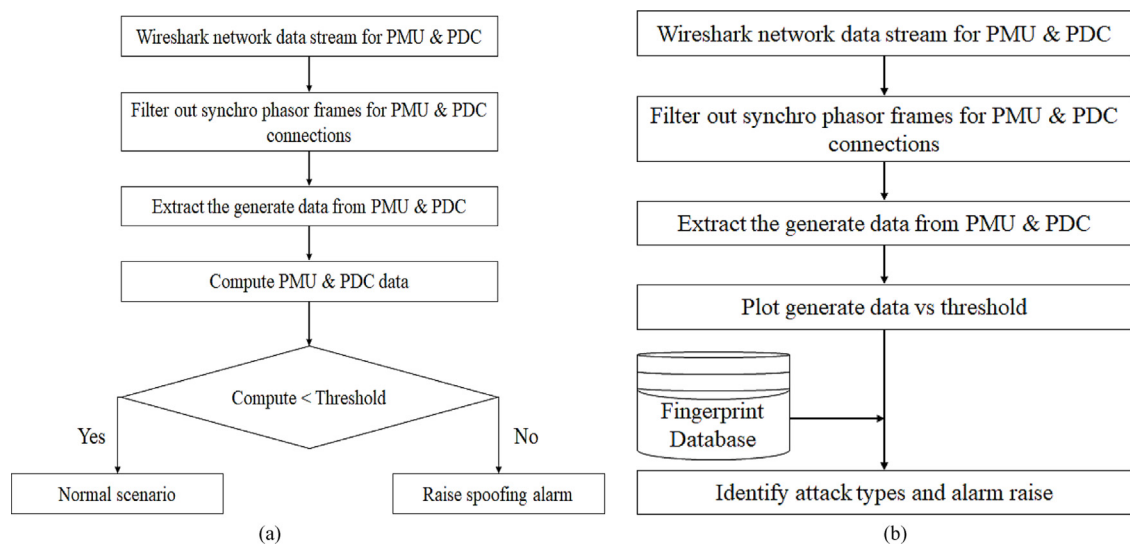 Wireshark network data stream for PMU & PDC
Filter out synchro phasor frames for PMU & PDC
connections
Extract the generate data from PMU & PDC
Compute PMU & PDC data
Compute < Threshold
Yes
No
Normal scenario
Raise spoofing alarm
(a)
Wireshark network data stream for PMU & PDC
Filter out synchro phasor frames for PMU & PDC
connections
Extract the generate data from PMU & PDC
Plot generate data vs threshold
Fingerprint
Database
Identify attack types and alarm raise
(b)